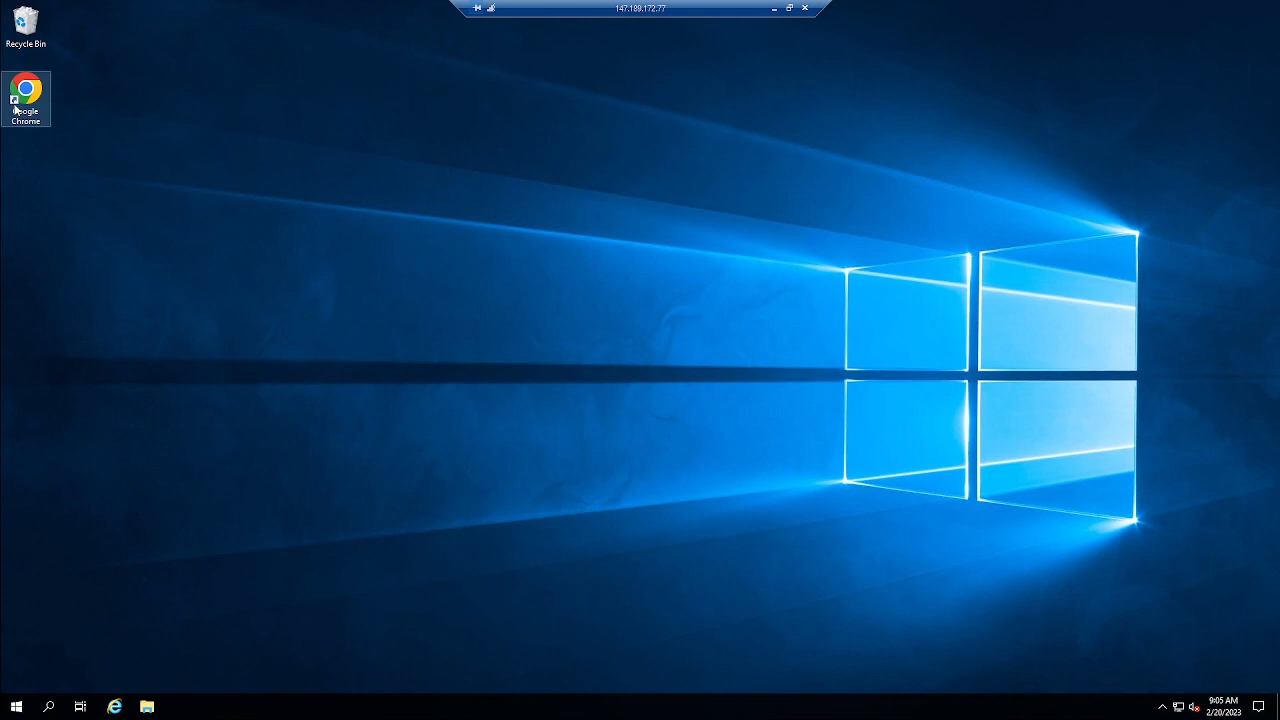 147.189.172.77
Recycle Bin
Google
Chrome
9:05 AM
2/20/2023